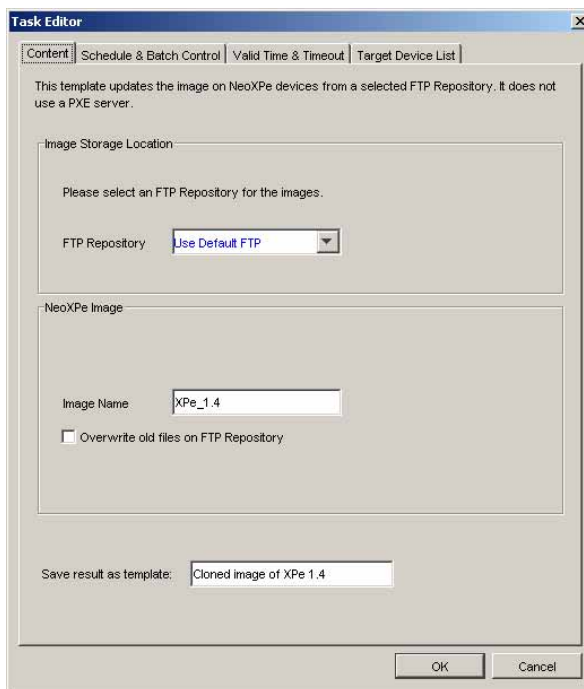 Task Editor
Content
Schedule & Batch Control
Valid Time & Timeout
Target Device List
This template updates the image on NeoXPe devices from a selected FTP Repository. It does not
use a PXE server.
Image Storage Location
Please select an FTP Repository for the images.
FTP Repository
Use Default FTP
NeoXPe Image
Image Name
XPe_1.4
Overwrite old files on FTP Repository
Save result as template:
Cloned image of XPe 1.4
OK
Cancel